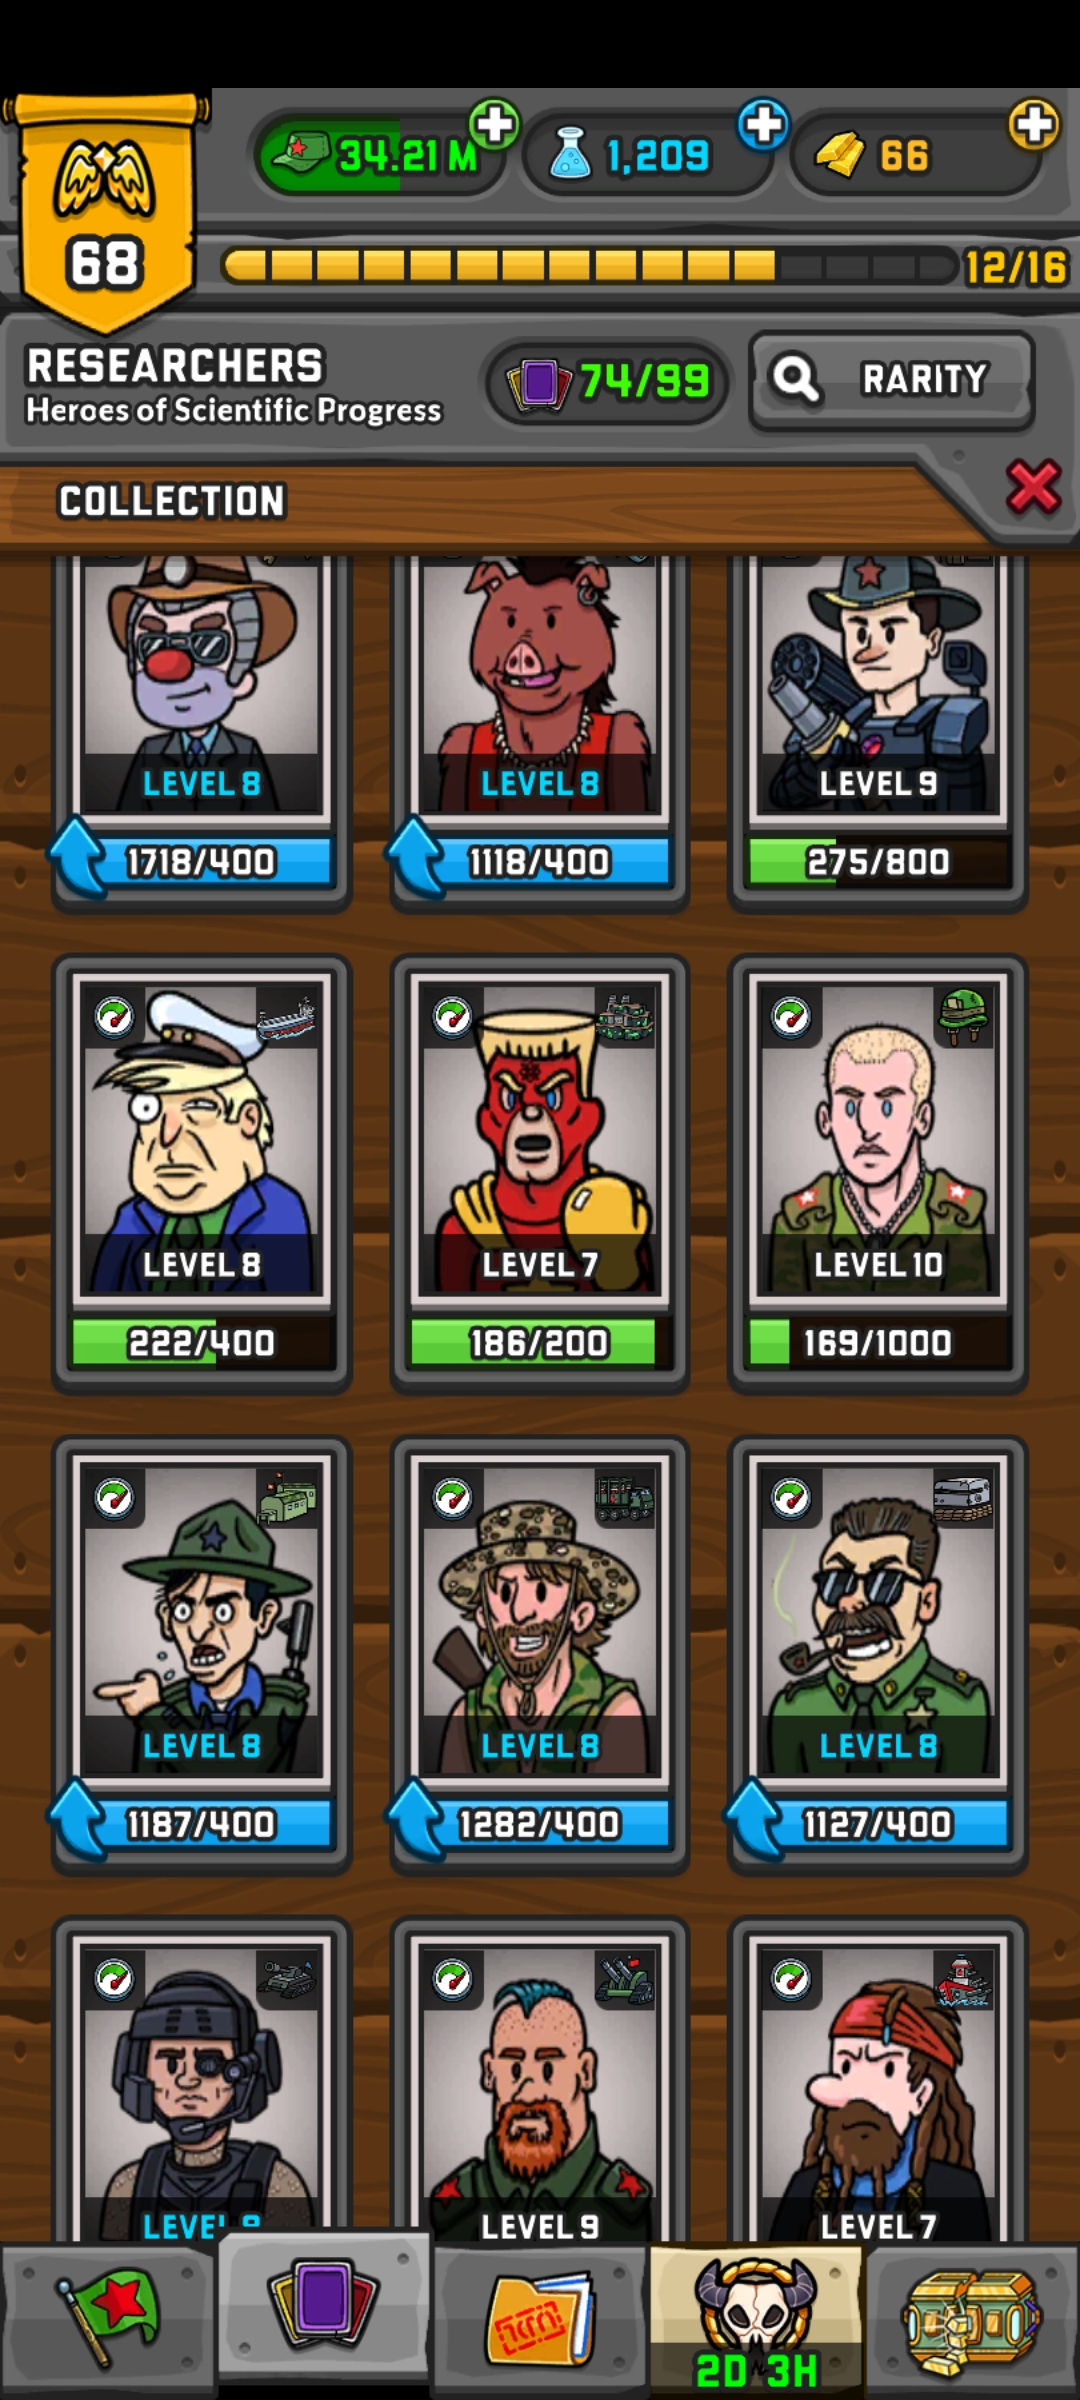 34.21 M
1,209
66
68
12/16
RESEARCHERS
Heroes of Scientific Progress
74/99
RARITY
COLLECTION
LEVEL 8
LEVEL 8
LEVEL 9
1718/400
1118/400
275/800
LEVEL 8
LEVEL 7
LEVEL 10
222/400
186/200
169/1000
LEVEL 8
LEVEL 8
LEVEL 8
1187/400
1282/400
1127/400
LEVEL
LEVEL 9
LEVEL 7
2D 3H